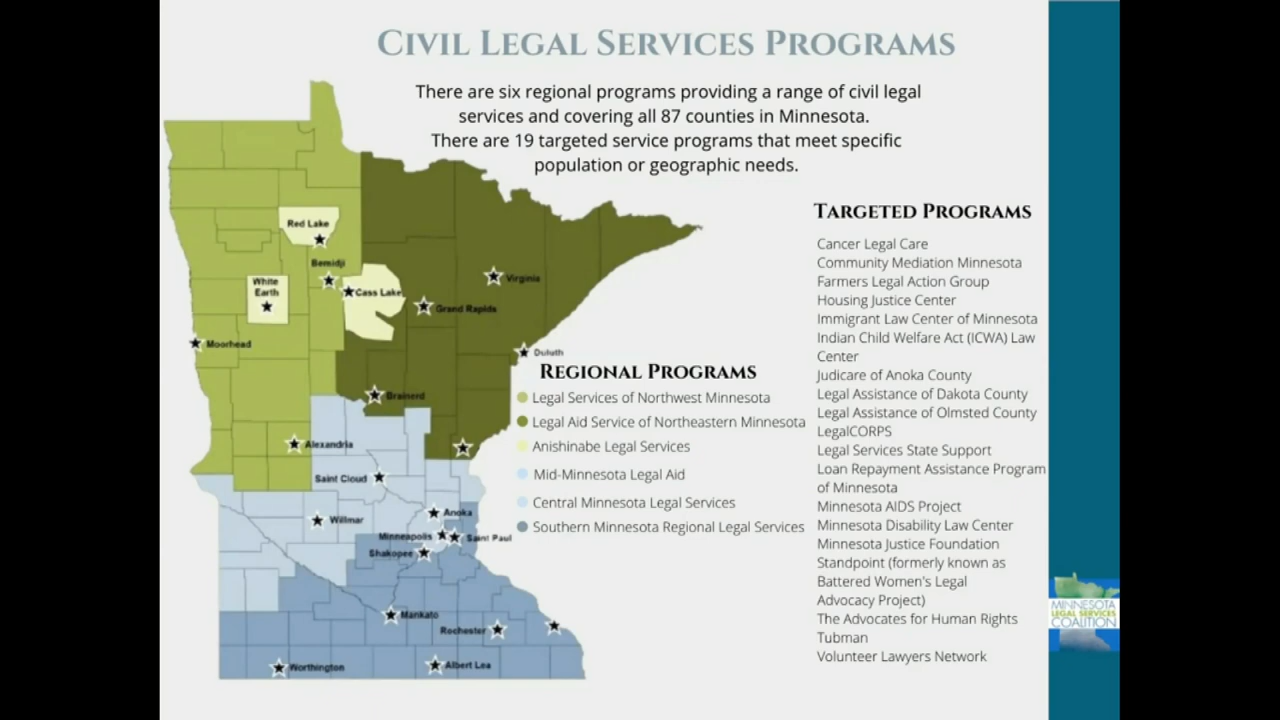 CIVIL LEGAL SERVICES PROGRAMS
There are six regional programs providing a range of civil legal
services and covering all 87 counties in Minnesota.
There are 19 targeted service programs that meet specific
population or geographic needs.
Red Lake
Bemidji
White
Earth
Cass Lake
Virginia
Grand Rapids
Moorhead
Duluth
Brainerd
Alexandria
Saint Cloud
Willmar
Anoka
Minneapolis
Saint Paul
Shakopee
Mankato
Rochester
Worthington
Albert Lea
REGIONAL PROGRAMS
Legal Services of Northwest Minnesota
Legal Aid Service of Northeastern Minnesota
Anishinabe Legal Services
Mid-Minnesota Legal Aid
Central Minnesota Legal Services
Southern Minnesota Regional Legal Services
TARGETED PROGRAMS
Cancer Legal Care
Community Mediation Minnesota
Farmers Legal Action Group
Housing Justice Center
Immigrant Law Center of Minnesota
Indian Child Welfare Act (ICWA) Law
Center
Judicare of Anoka County
Legal Assistance of Dakota County
Legal Assistance of Olmsted County
LegalCORPS
Legal Services State Support
Loan Repayment Assistance Program
of Minnesota
Minnesota AIDS Project
Minnesota Disability Law Center
Minnesota Justice Foundation
Standpoint (formerly known as
Battered Women's Legal
Advocacy Project)
The Advocates for Human Rights
Tubman
Volunteer Lawyers Network
MINNESOTA
LEGAL SERVICES
COALITION